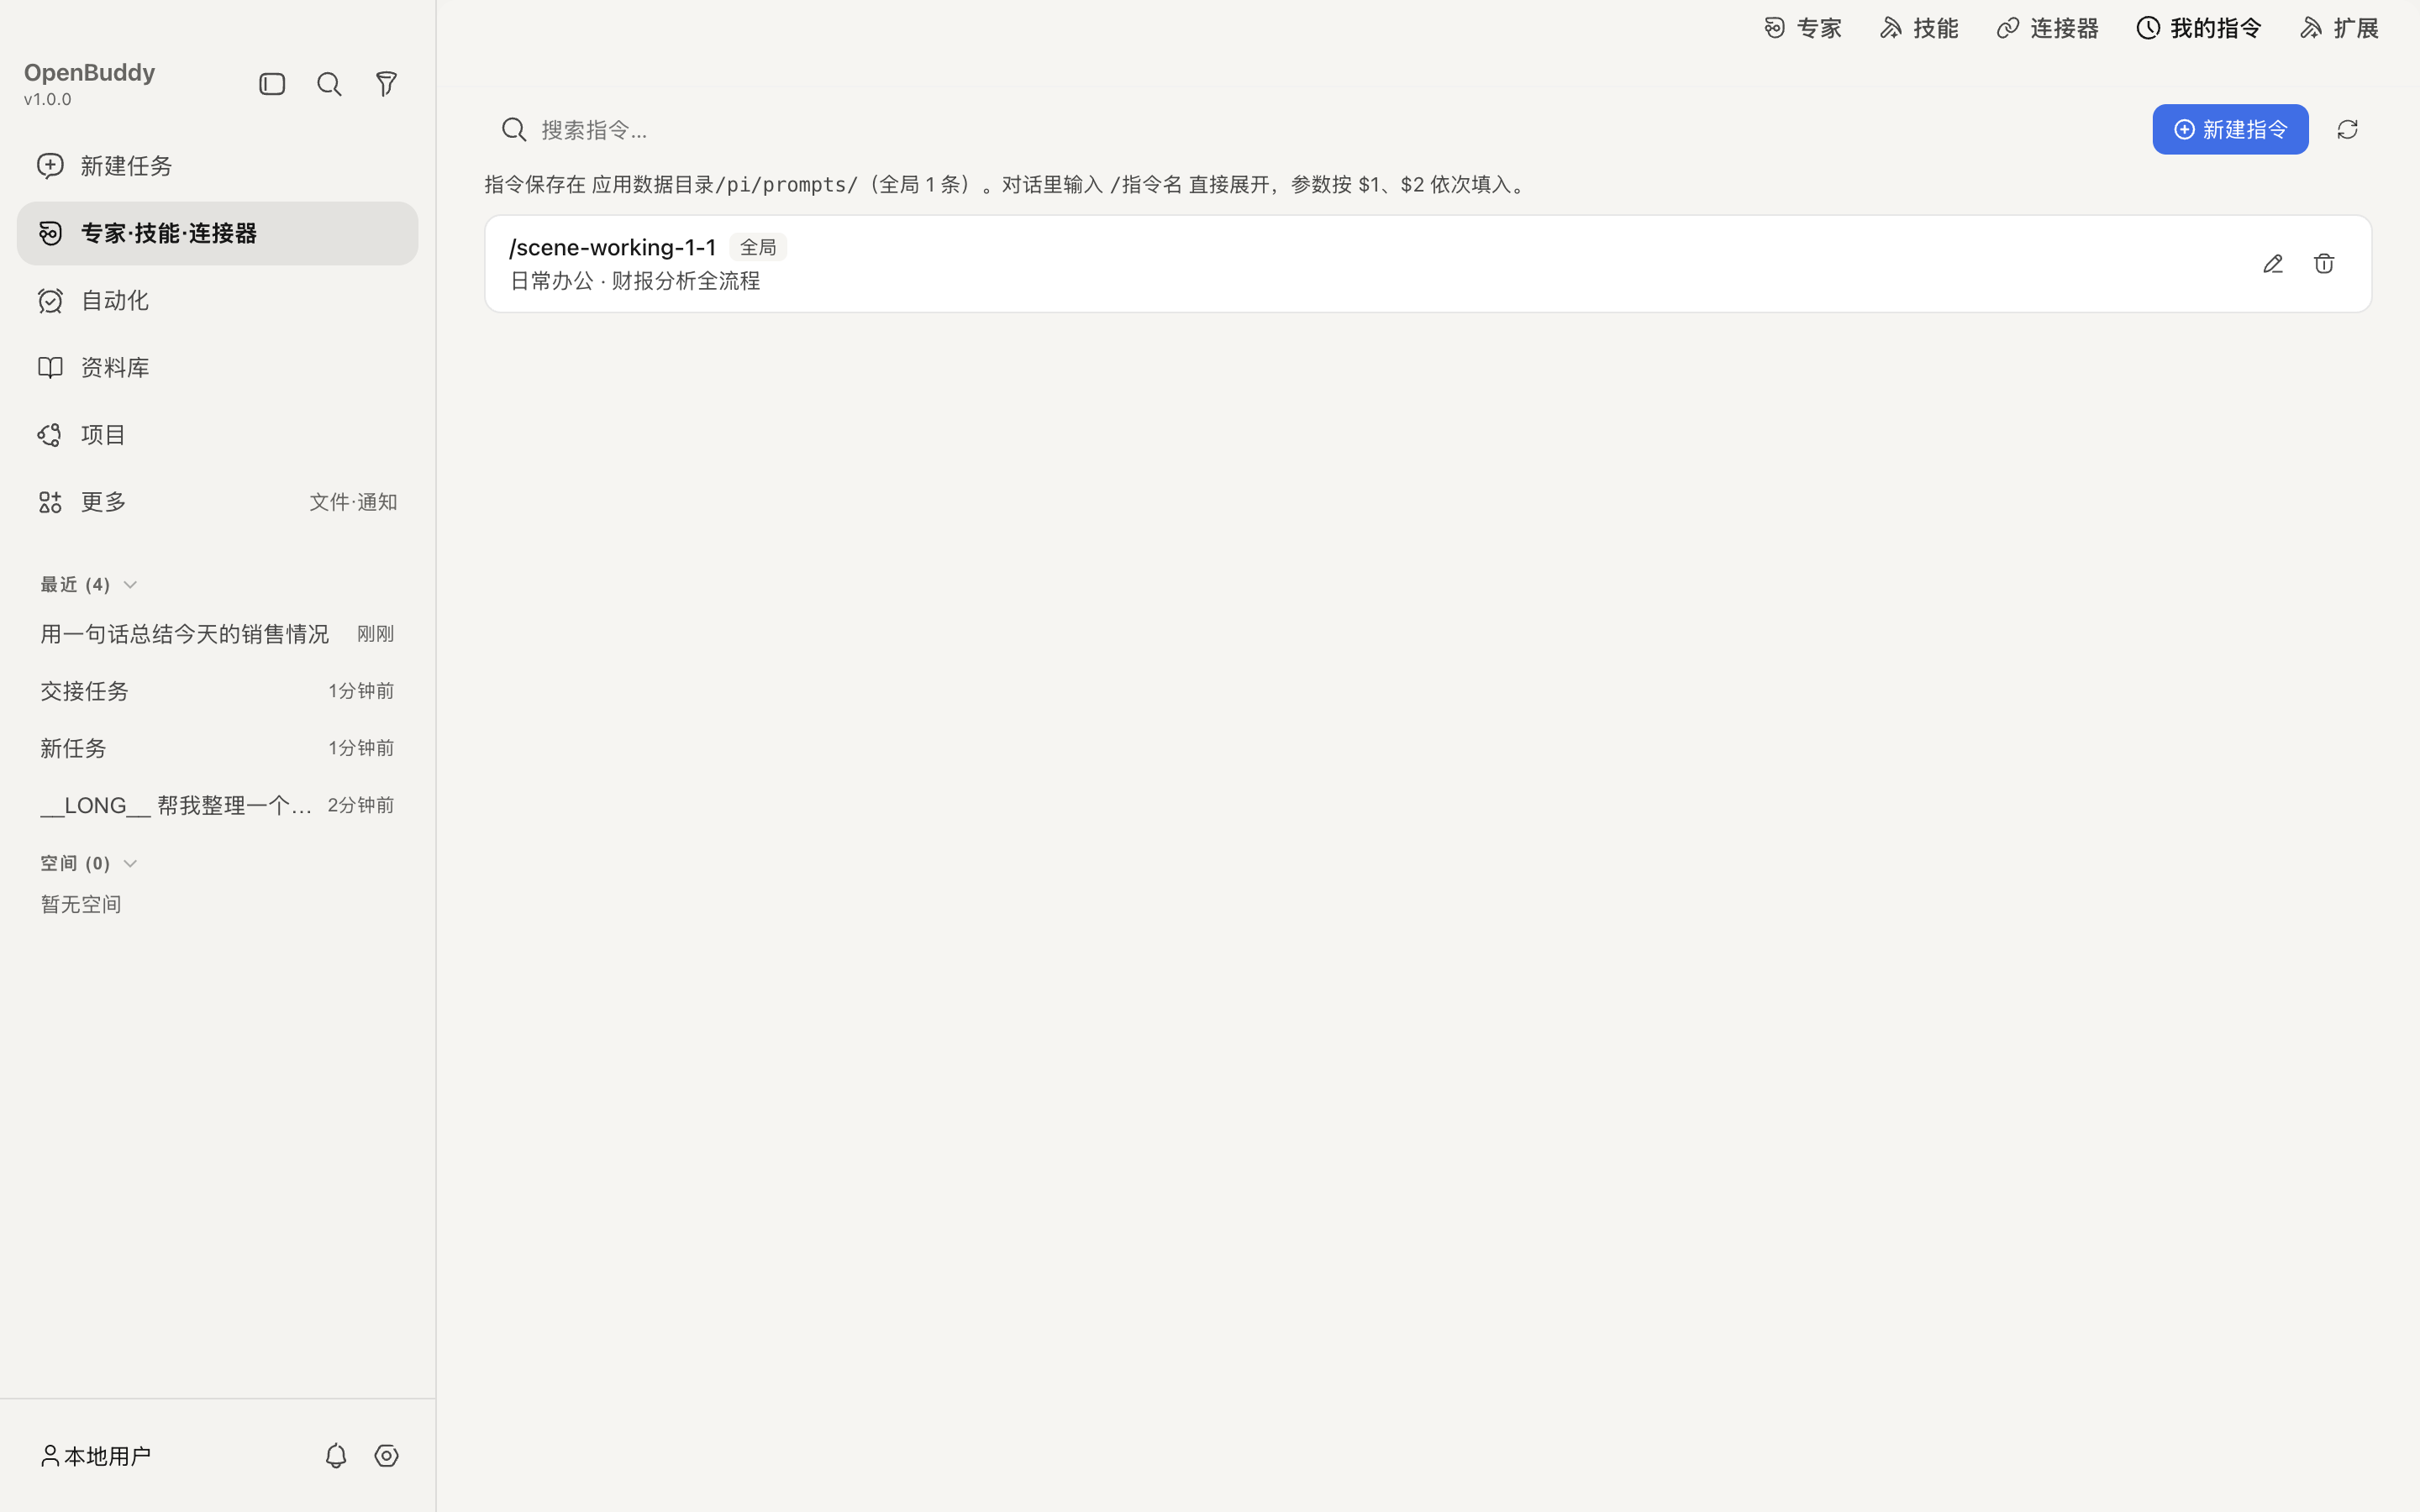 专家 技能 连接器 我的指令 扩展
OpenBuddy
v1.0.0
新建任务
专家·技能·连接器
自动化
资料库
项目
更多 文件·通知
最近 (4)
用一句话总结今天的销售情况 刚刚
交接任务 1分钟前
新任务 1分钟前
__LONG__ 帮我整理一个... 2分钟前
空间 (0)
暂无空间
本地用户
搜索指令... 新建指令
指令保存在 应用数据目录/pi/prompts/（全局 1 条）。对话里输入 /指令名 直接展开，参数按 $1、$2 依次填入。
/scene-working-1-1 全局
日常办公 · 财报分析全流程